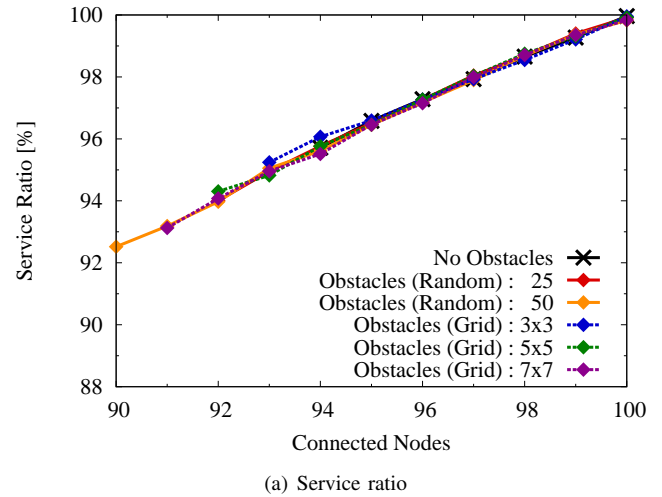 100
98
96
94
92
90
88
Service Ratio [%]
No Obstacles
Obstacles (Random) : 25
Obstacles (Random) : 50
Obstacles (Grid) : 3x3
Obstacles (Grid) : 5x5
Obstacles (Grid) : 7x7
90 92 94 96 98 100
Connected Nodes
(a) Service ratio